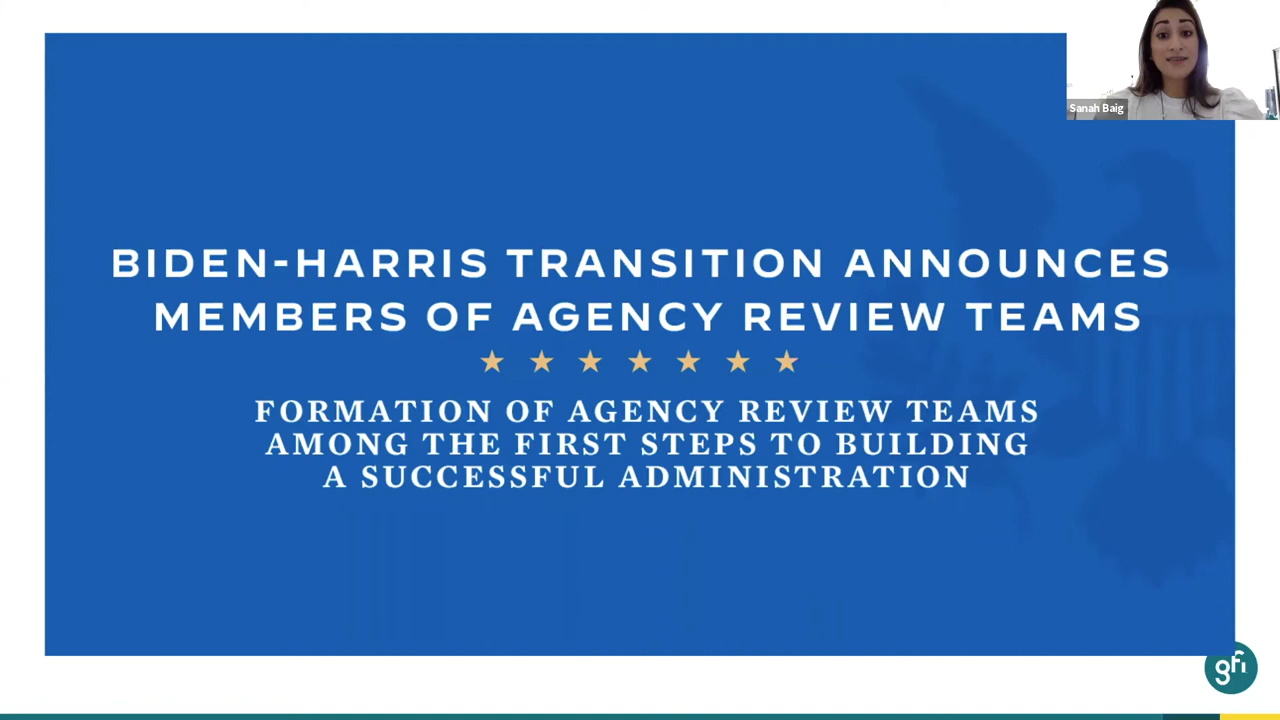 Sanah Baig
BIDEN-HARRIS TRANSITION ANNOUNCES
MEMBERS OF AGENCY REVIEW TEAMS
FORMATION OF AGENCY REVIEW TEAMS
AMONG THE FIRST STEPS TO BUILDING
A SUCCESSFUL ADMINISTRATION
gfi